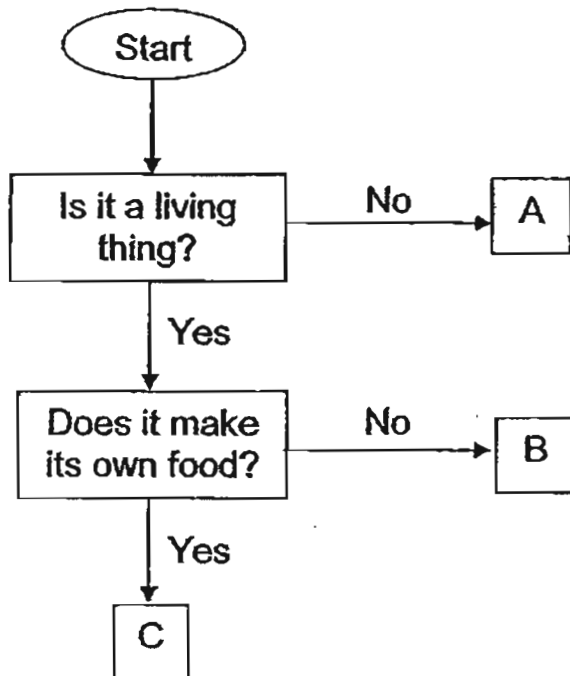 Start
Is it a living
thing?
No
A
Yes
Does it make
its own food?
No
B
Yes
C